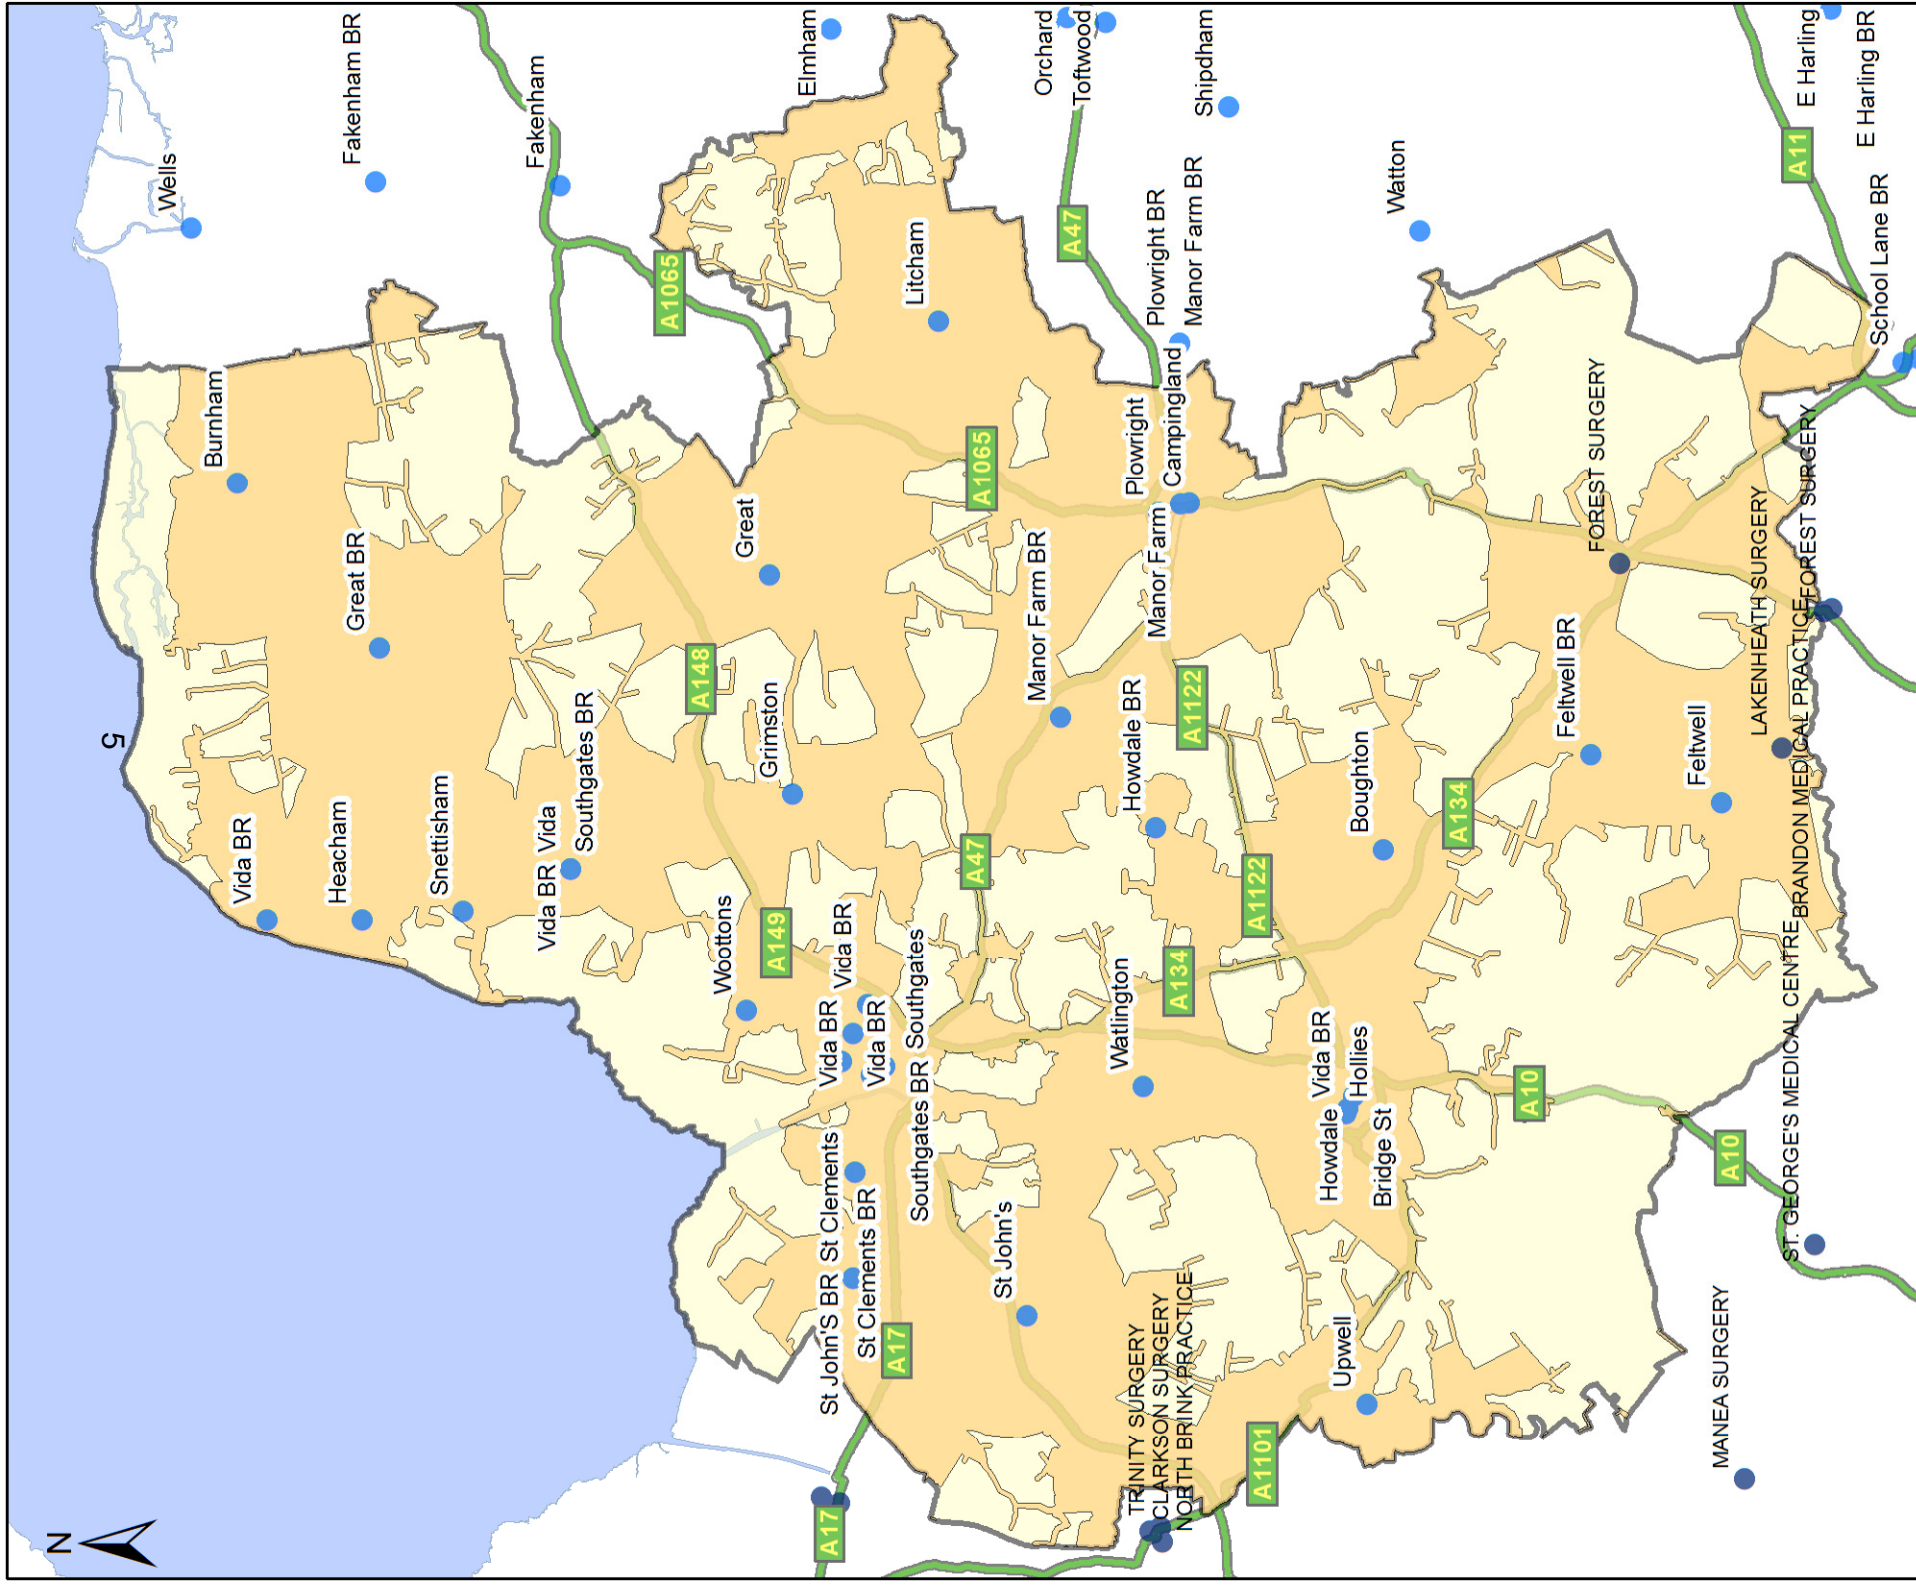 Wells
Fakenham BR
Fakenham
Elmham
Orchard
Toftwood
Shipdham
Watton
E Harling
E Harling BR
A11
School Lane BR
A47
Plowright BR
Manor Farm BR
A1065
Litcham
Burnham
Great BR
Great
A1065
Plowright
Campingland
Manor Farm
FOREST SURGERY
FOREST SURGERY
LAKENHEATH SURGERY
BRANDON MEDICAL PRACTICE
ST. GEORGE'S MEDICAL CENTRE
5
Vida BR
Heacham
Snettisham
Vida BR
Vida
Southgates BR
A148
Grimston
Manor Farm BR
Howdale BR
A1122
Boughton
A134
Feltwell BR
Feltwell
A47
A1122
Woottons
A149
Vida BR
Vida BR
Vida BR
Southgates
Southgates BR
Watlington
A134
Vida BR
Hollies
Howdale
Bridge St
A10
A10
St Clements
St Clements BR
St John'S BR
St John's
A17
A17
TRINITY SURGERY
CLARKSON SURGERY
NORTH BRINK PRACTICE
Upwell
A1101
MANEA SURGERY
N